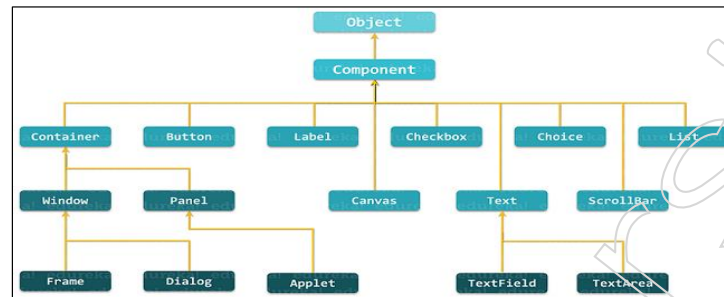 Object
Component
Container Button Label Checkbox Choice List
Window Panel Canvas Text ScrollBar
Frame Dialog Applet TextField TextArea